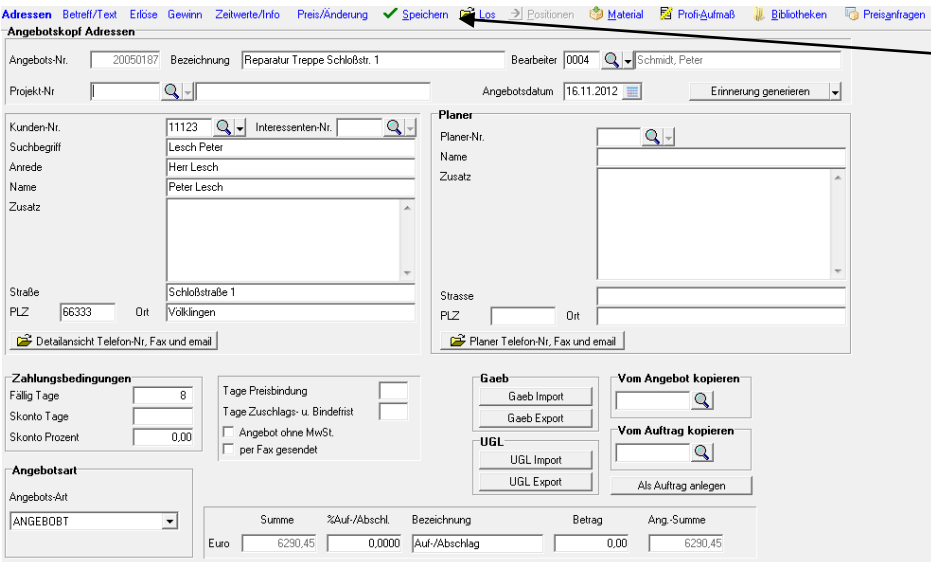 Adressen Betreff/Text Erlöse Gewinn Zeitwerte/Info Preis/Änderung Speichern Los Positionen Material Profi-Aufmaß Bibliotheken Preisanfragen
Angebotskopf Adressen
Angebots-Nr. 20050187 Bezeichnung Reparatur Treppe Schloßstr. 1 Bearbeiter 0004 Schmidt, Peter
Projekt-Nr Angebotsdatum 16.11.2012 Erinnerung generieren
Kunden-Nr. 11123 Interessenten-Nr.
Suchbegriff Lesch Peter
Anrede Herr Lesch
Name Peter Lesch
Zusatz
Straße Schloßstraße 1
PLZ 66333 Ort Völklingen
Detailansicht Telefon-Nr, Fax und email
Planer
Planer-Nr.
Name
Zusatz
Strasse
PLZ Ort
Planer Telefon-Nr, Fax und email
Zahlungsbedingungen
Fällig Tage 8
Skonto Tage
Skonto Prozent 0,00
Tage Preisbindung
Tage Zuschlags- u. Bindefrist
Angebot ohne MwSt.
per Fax gesendet
Gaeb
Gaeb Import
Gaeb Export
UGL
UGL Import
UGL Export
Vom Angebot kopieren
Vom Auftrag kopieren
Als Auftrag anlegen
Angebotsart
Angebots-Art
ANGEBOBT
Summe %Auf-/Abschl. Bezeichnung Betrag Ang.-Summe
Euro 6290,45 0,0000 Auf-/Abschlag 0,00 6290,45